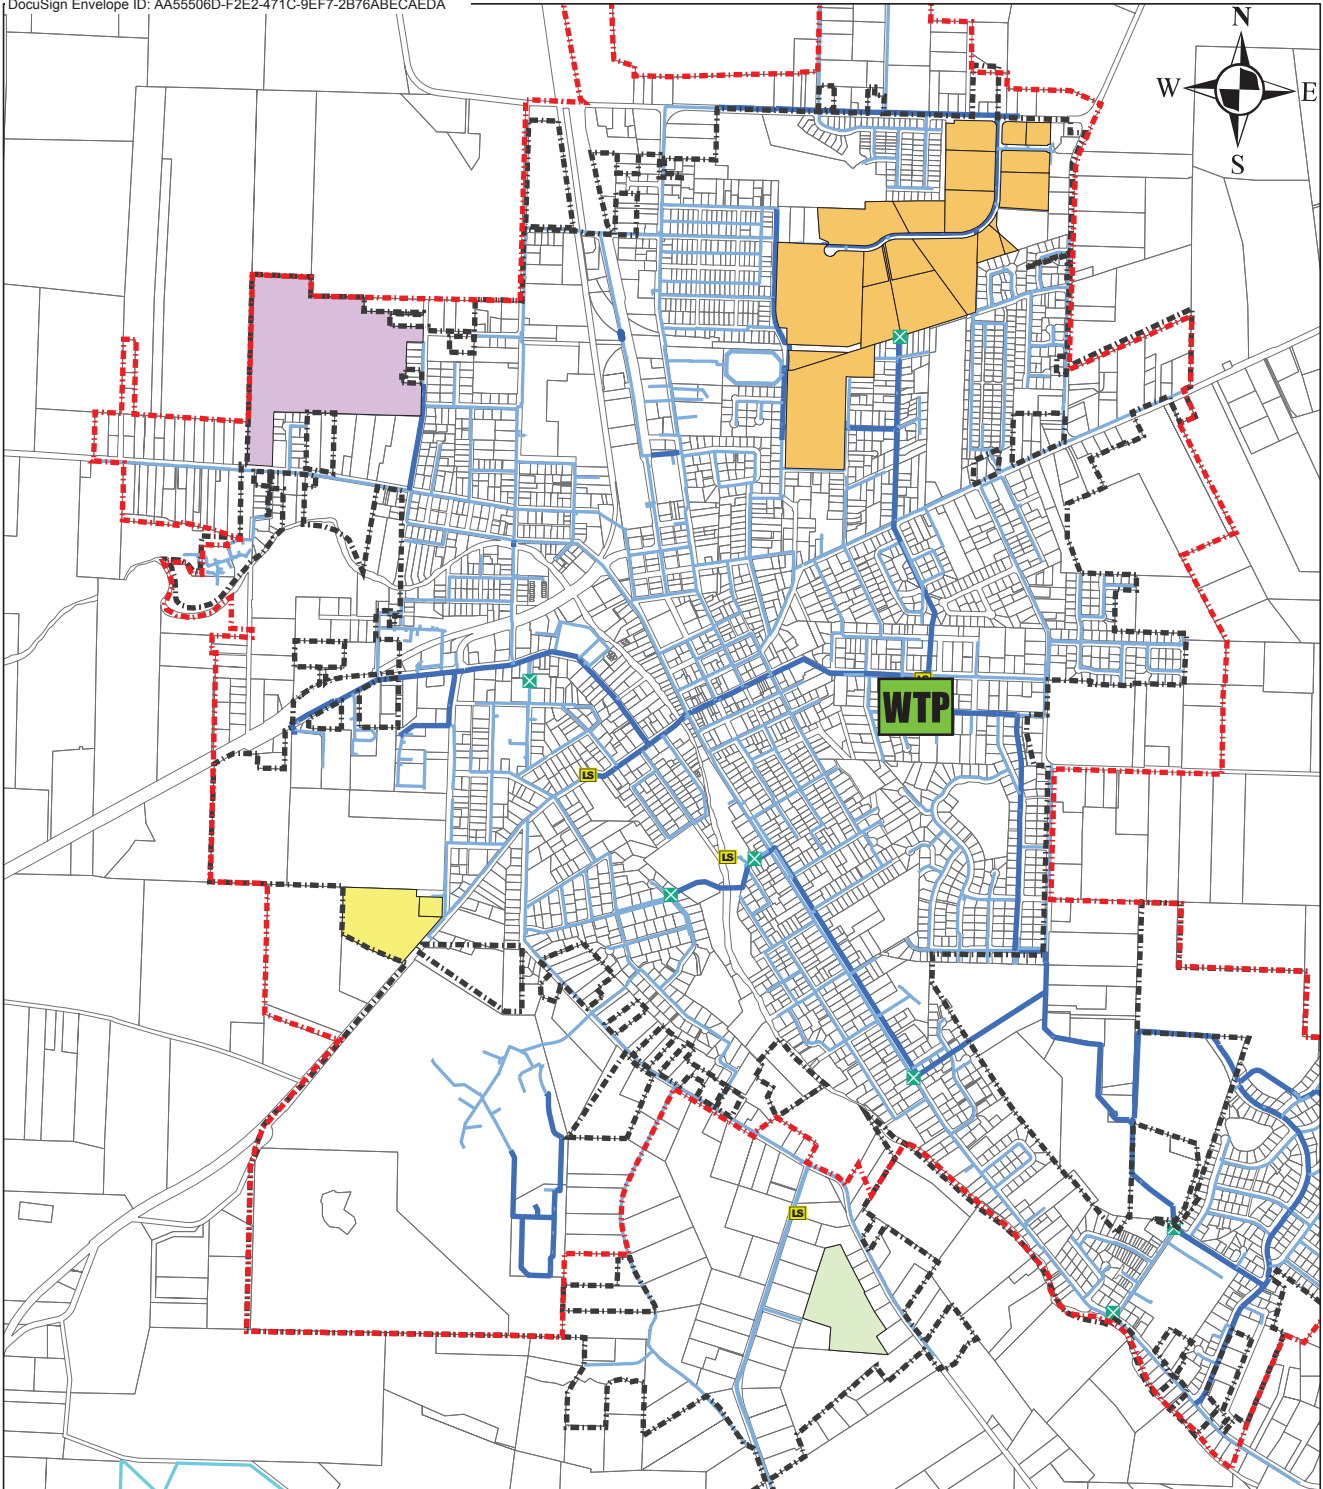 DocuSign Envelope ID: AA55506D-F2E2-471C-9EF7-2B76ABECAEDA
N
W E
S
WTP
LS
LS
LS